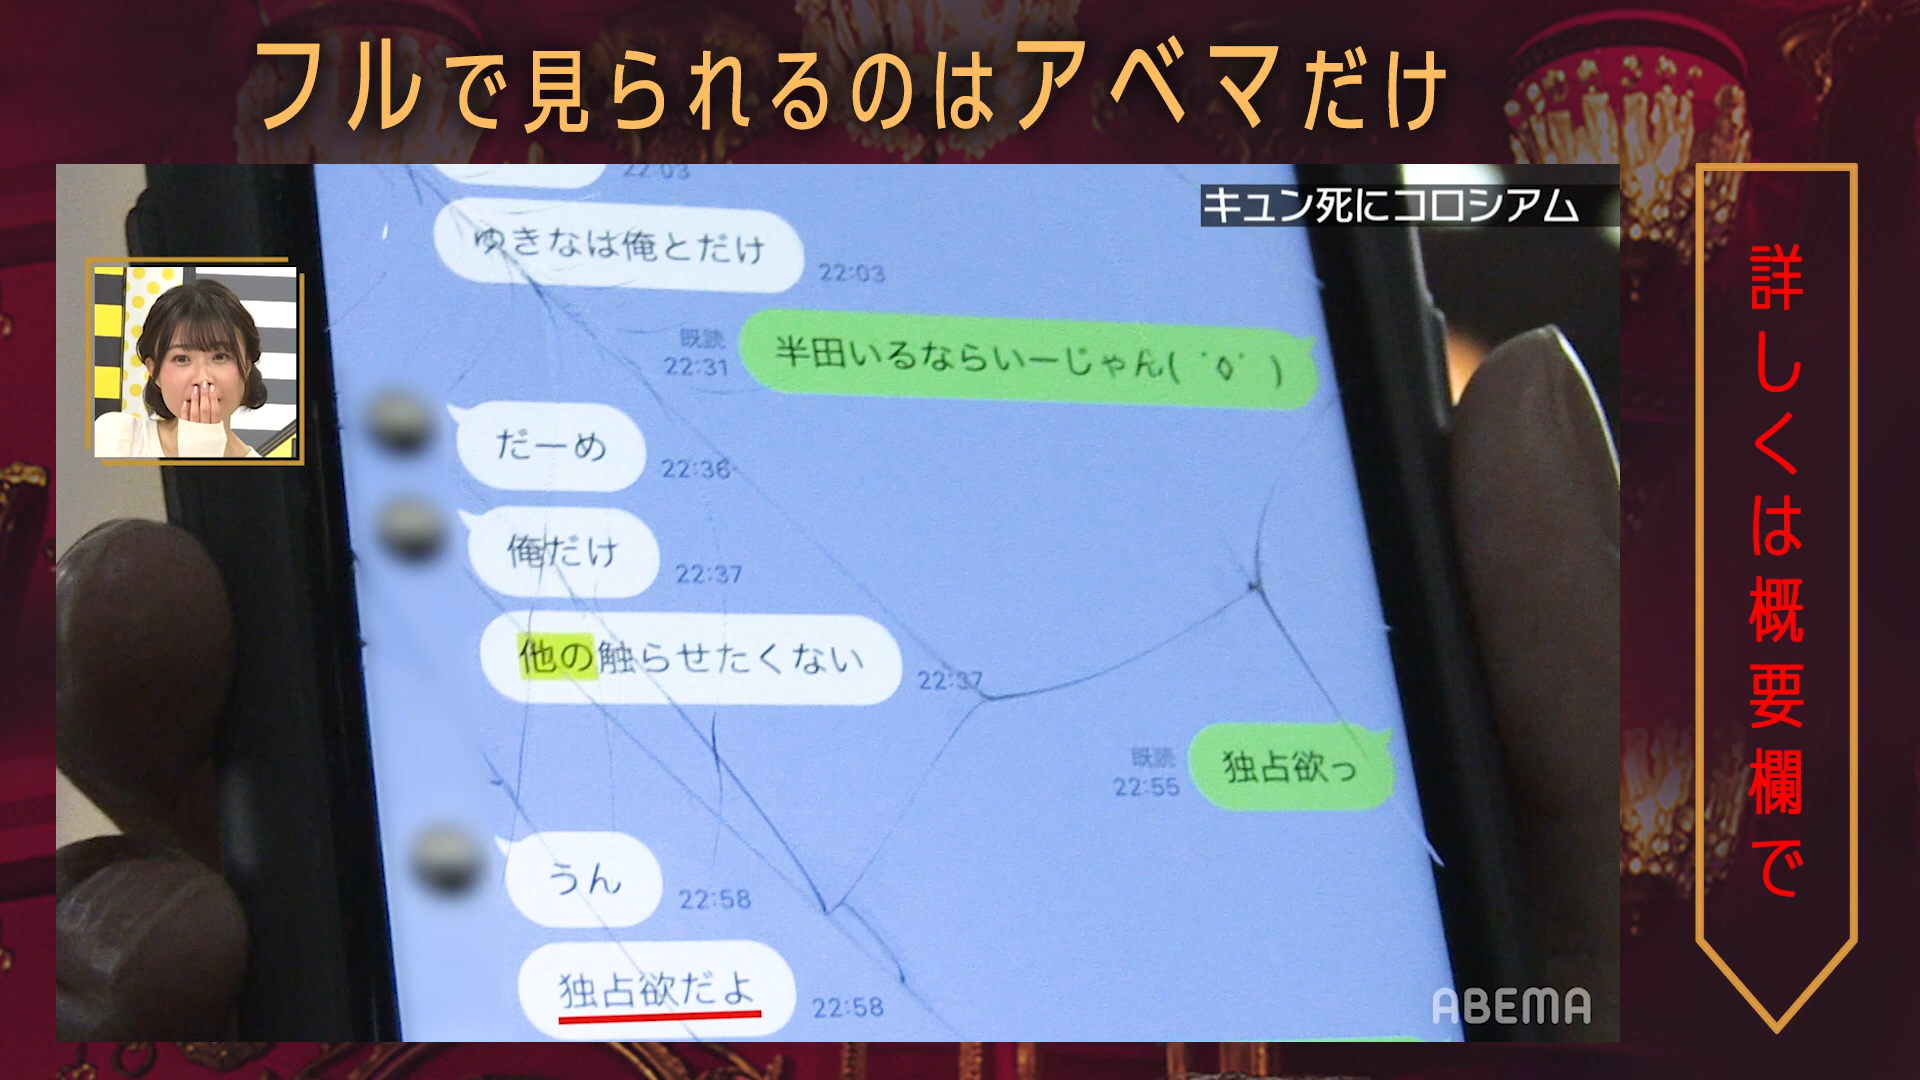 フルで見られるのはアベマだけ
キュン死にコロシアム
22:03
ゆきなは俺とだけ
22:03
既読
22:31
半田いるならいーじゃん( ˙◊˙ )
だーめ
22:36
俺だけ
22:37
他の触らせたくない
22:37
既読
22:55
独占欲っ
うん
22:58
独占欲だよ
22:58
ABEMA
詳しくは概要欄で